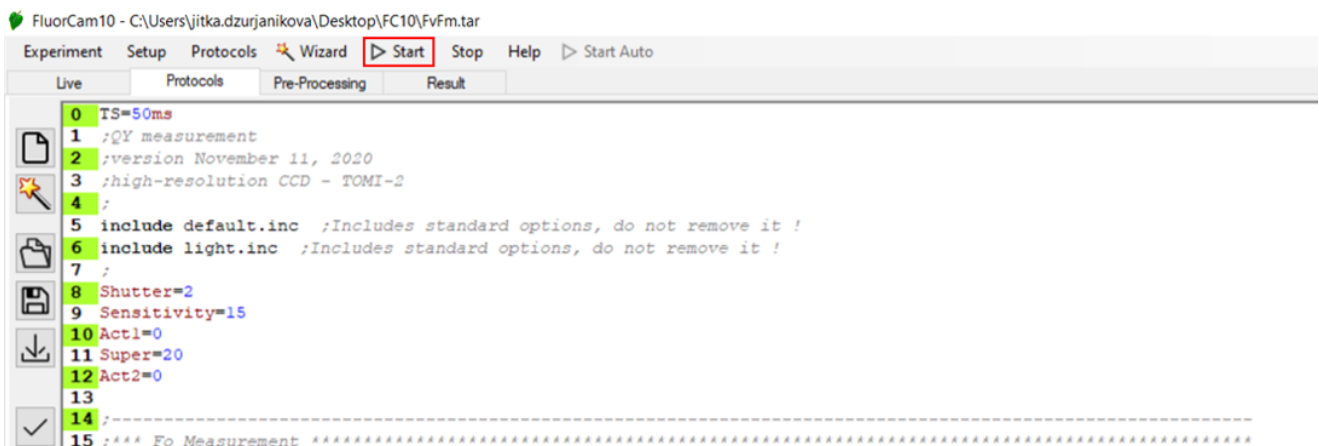 FluorCam10 - C:\Users\jitka.dzurjanikova\Desktop\FC10\FvFm.tar
Experiment Setup Protocols Wizard Start Stop Help Start Auto
Live Protocols Pre-Processing Result
0 TS=50ms
1 ;QY measurement
2 ;version November 11, 2020
3 ;high-resolution CCD - TOMI-2
4 ;
5 include default.inc ;Includes standard options, do not remove it !
6 include light.inc ;Includes standard options, do not remove it !
7 ;
8 Shutter=2
9 Sensitivity=15
10 Act1=0
11 Super=20
12 Act2=0
13
14 ;------------------------------------------------------------------------------------------------
15 ;*** Fo Measurement ******************************************************************************